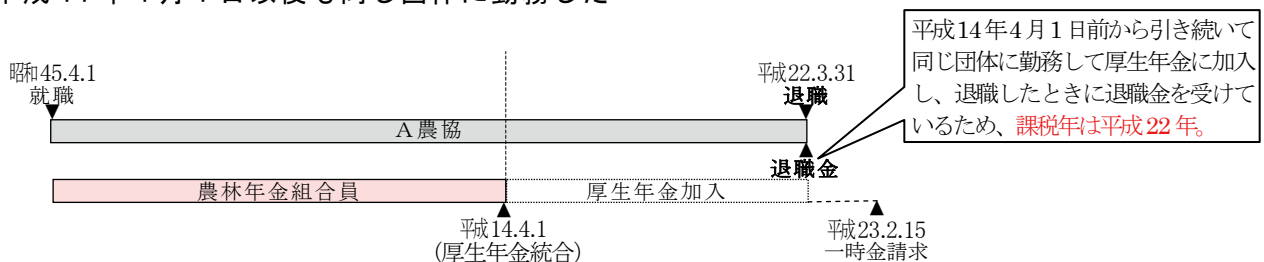 平成14年4月1日前から引き続いて
同じ団体に勤務して厚生年金に加入
し、退職したときに退職金を受けて
いるため、課税年は平成22年。
昭和45.4.1
就職
平成22.3.31
退職
A農協
退職金
農林年金組合員
厚生年金加入
平成14.4.1
(厚生年金統合)
平成23.2.15
一時金請求